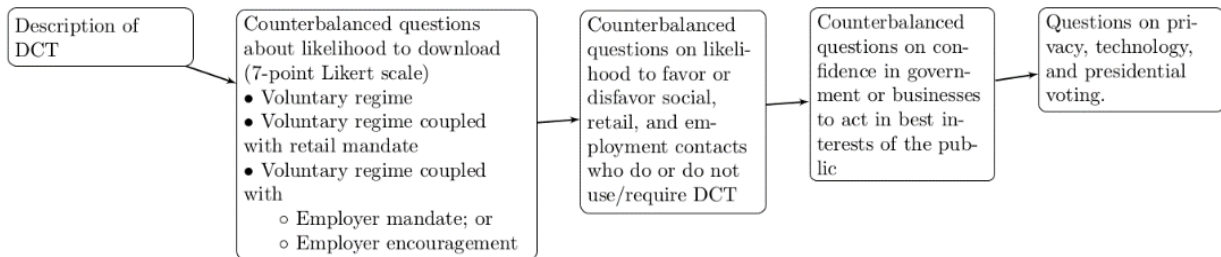 Description of
DCT
Counterbalanced questions
about likelihood to download
(7-point Likert scale)
• Voluntary regime
• Voluntary regime coupled
with retail mandate
• Voluntary regime coupled
with
○ Employer mandate; or
○ Employer encouragement
Counterbalanced
questions on likeli-
hood to favor or
disfavor social,
retail, and em-
ployment contacts
who do or do not
use/require DCT
Counterbalanced
questions on con-
fidence in govern-
ment or businesses
to act in best in-
terests of the pub-
lic
Questions on pri-
vacy, technology,
and presidential
voting.